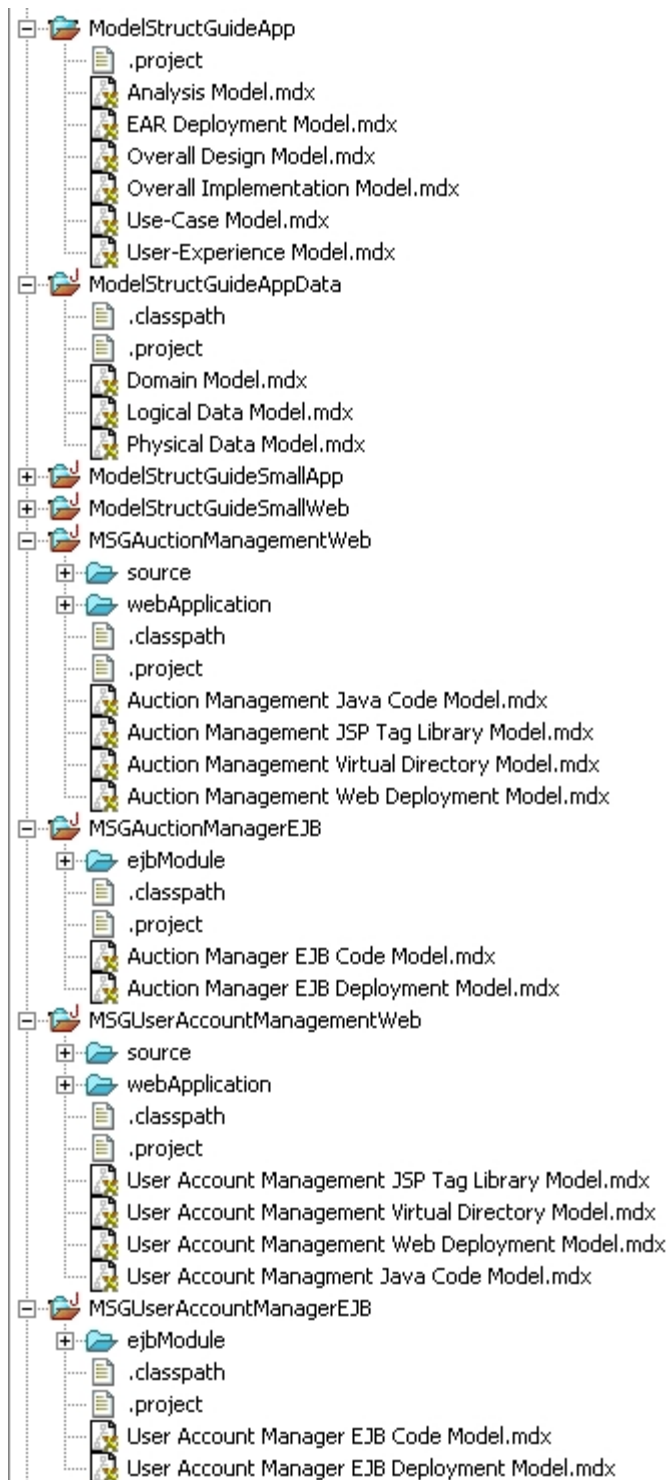 ModelStructGuideApp
.project
Analysis Model.mdx
EAR Deployment Model.mdx
Overall Design Model.mdx
Overall Implementation Model.mdx
Use-Case Model.mdx
User-Experience Model.mdx
ModelStructGuideAppData
.classpath
.project
Domain Model.mdx
Logical Data Model.mdx
Physical Data Model.mdx
ModelStructGuideSmallApp
ModelStructGuideSmallWeb
MSGAuctionManagementWeb
source
webApplication
.classpath
.project
Auction Management Java Code Model.mdx
Auction Management JSP Tag Library Model.mdx
Auction Management Virtual Directory Model.mdx
Auction Management Web Deployment Model.mdx
MSGAuctionManagerEJB
ejbModule
.classpath
.project
Auction Manager EJB Code Model.mdx
Auction Manager EJB Deployment Model.mdx
MSGUserAccountManagementWeb
source
webApplication
.classpath
.project
User Account Management JSP Tag Library Model.mdx
User Account Management Virtual Directory Model.mdx
User Account Management Web Deployment Model.mdx
User Account Managment Java Code Model.mdx
MSGUserAccountManagerEJB
ejbModule
.classpath
.project
User Account Manager EJB Code Model.mdx
User Account Manager EJB Deployment Model.mdx